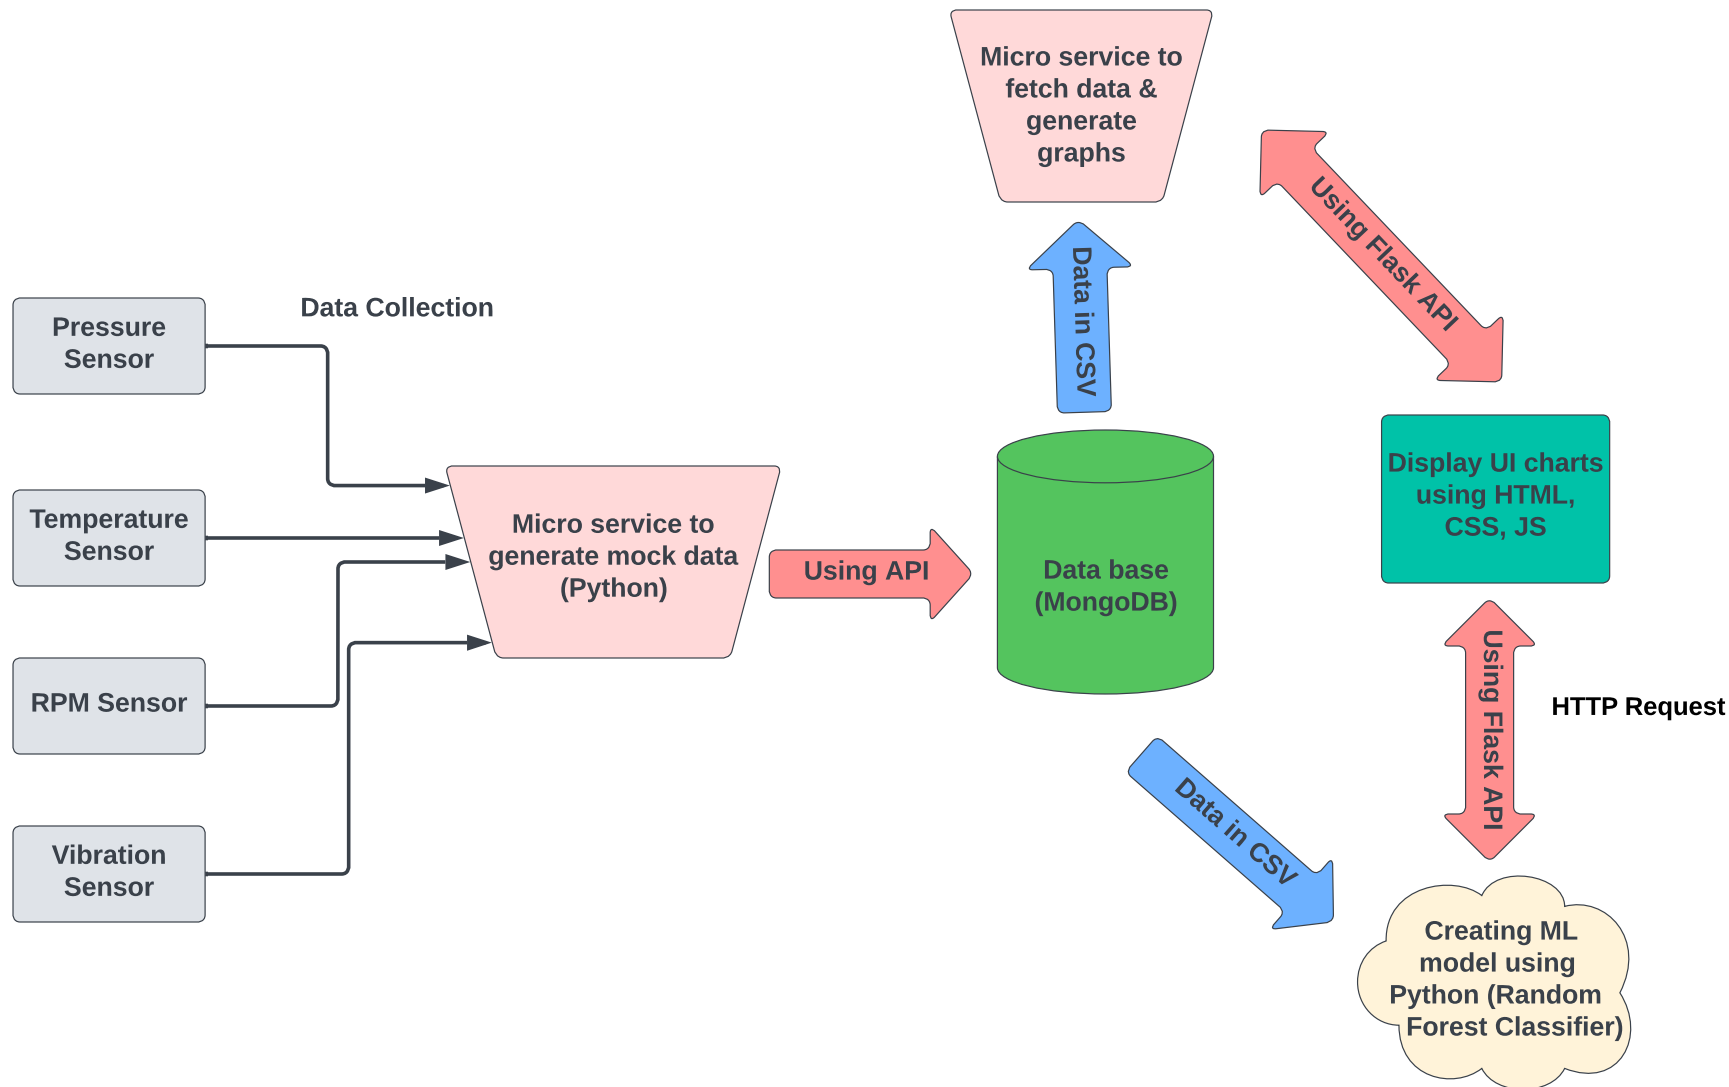 Micro service to
fetch data &
generate
graphs
Using Flask API
Data in CSV
Data Collection
Pressure
Sensor
Temperature
Sensor
RPM Sensor
Vibration
Sensor
Micro service to
generate mock data
(Python)
Using API
Data base
(MongoDB)
Display UI charts
using HTML,
CSS, JS
Using Flask API
HTTP Request
Data in CSV
Creating ML
model using
Python (Random
Forest Classifier)